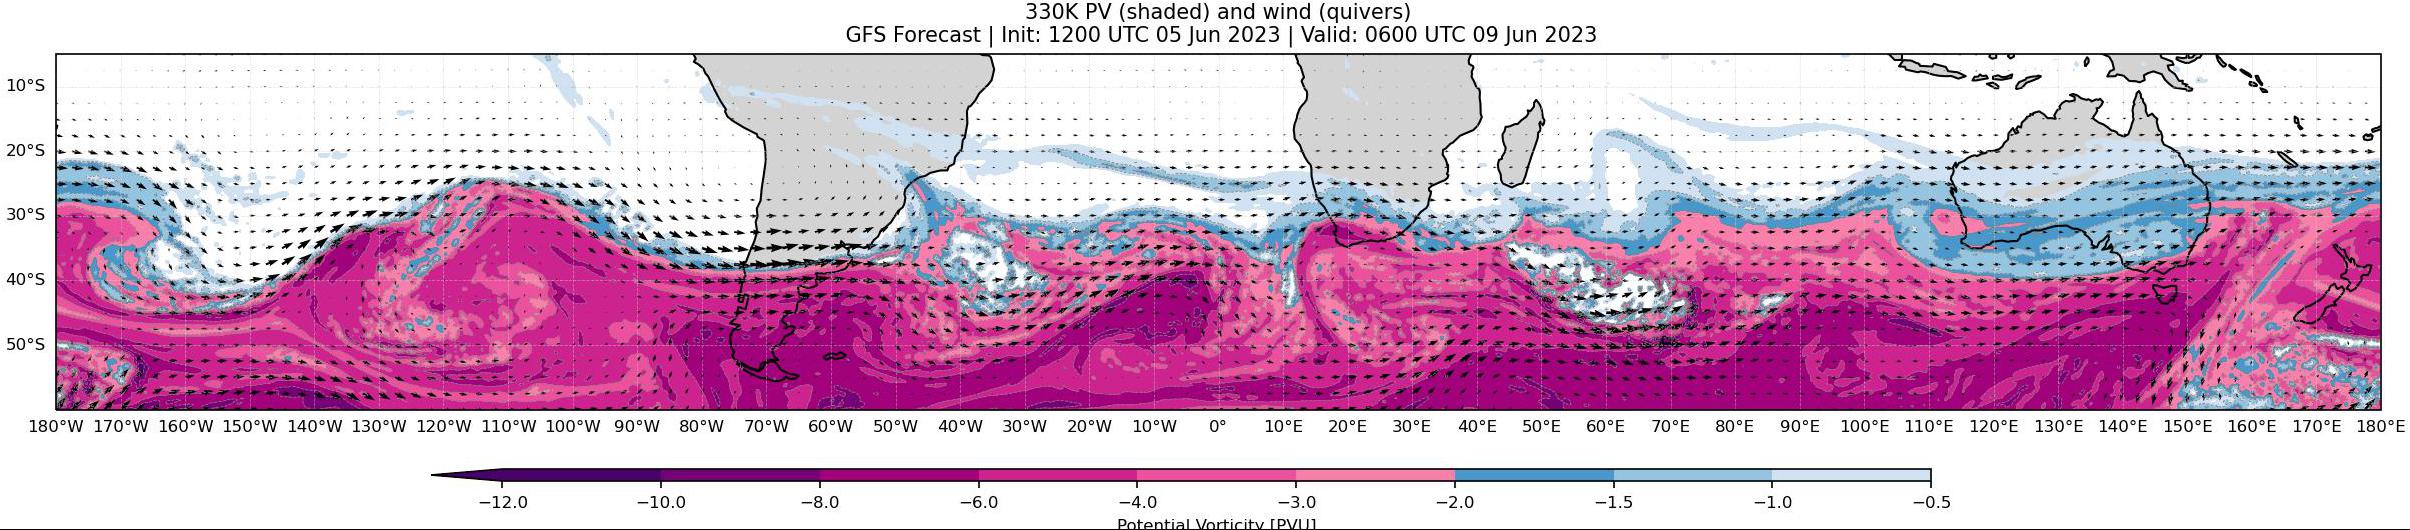 330K PV (shaded) and wind (quivers)
GFS Forecast | Init: 1200 UTC 05 Jun 2023 | Valid: 0600 UTC 09 Jun 2023
10°S
20°S
30°S
40°S
50°S
180°W 170°W 160°W 150°W 140°W 130°W 120°W 110°W 100°W 90°W 80°W 70°W 60°W 50°W 40°W 30°W 20°W 10°W 0° 10°E 20°E 30°E 40°E 50°E 60°E 70°E 80°E 90°E 100°E 110°E 120°E 130°E 140°E 150°E 160°E 170°E 180°E
−12.0 −10.0 −8.0 −6.0 −4.0 −3.0 −2.0 −1.5 −1.0 −0.5
Potential Vorticity [PVU]